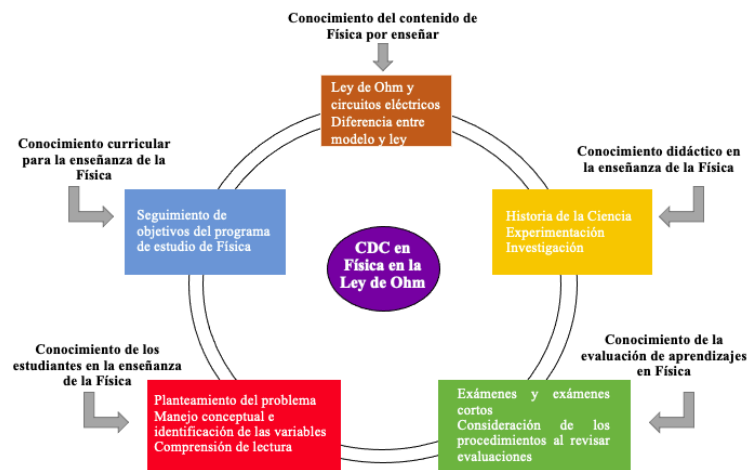 Conocimiento del contenido de
Física por enseñar
Ley de Ohm y
circuitos eléctricos
Diferencia entre
modelo y ley
Conocimiento curricular
para la enseñanza de la
Física
Conocimiento didáctico en
la enseñanza de la Física
Seguimiento de
objetivos del programa
de estudio de Física
Historia de la Ciencia
Experimentación
Investigación
CDC en
Física en la
Ley de Ohm
Conocimiento de los
estudiantes en la enseñanza
de la Física
Conocimiento de la
evaluación de aprendizajes
en Física
Planteamiento del problema
Manejo conceptual e
identificación de las variables
Comprensión de lectura
Exámenes y exámenes
cortos
Consideración de los
procedimientos al revisar
evaluaciones